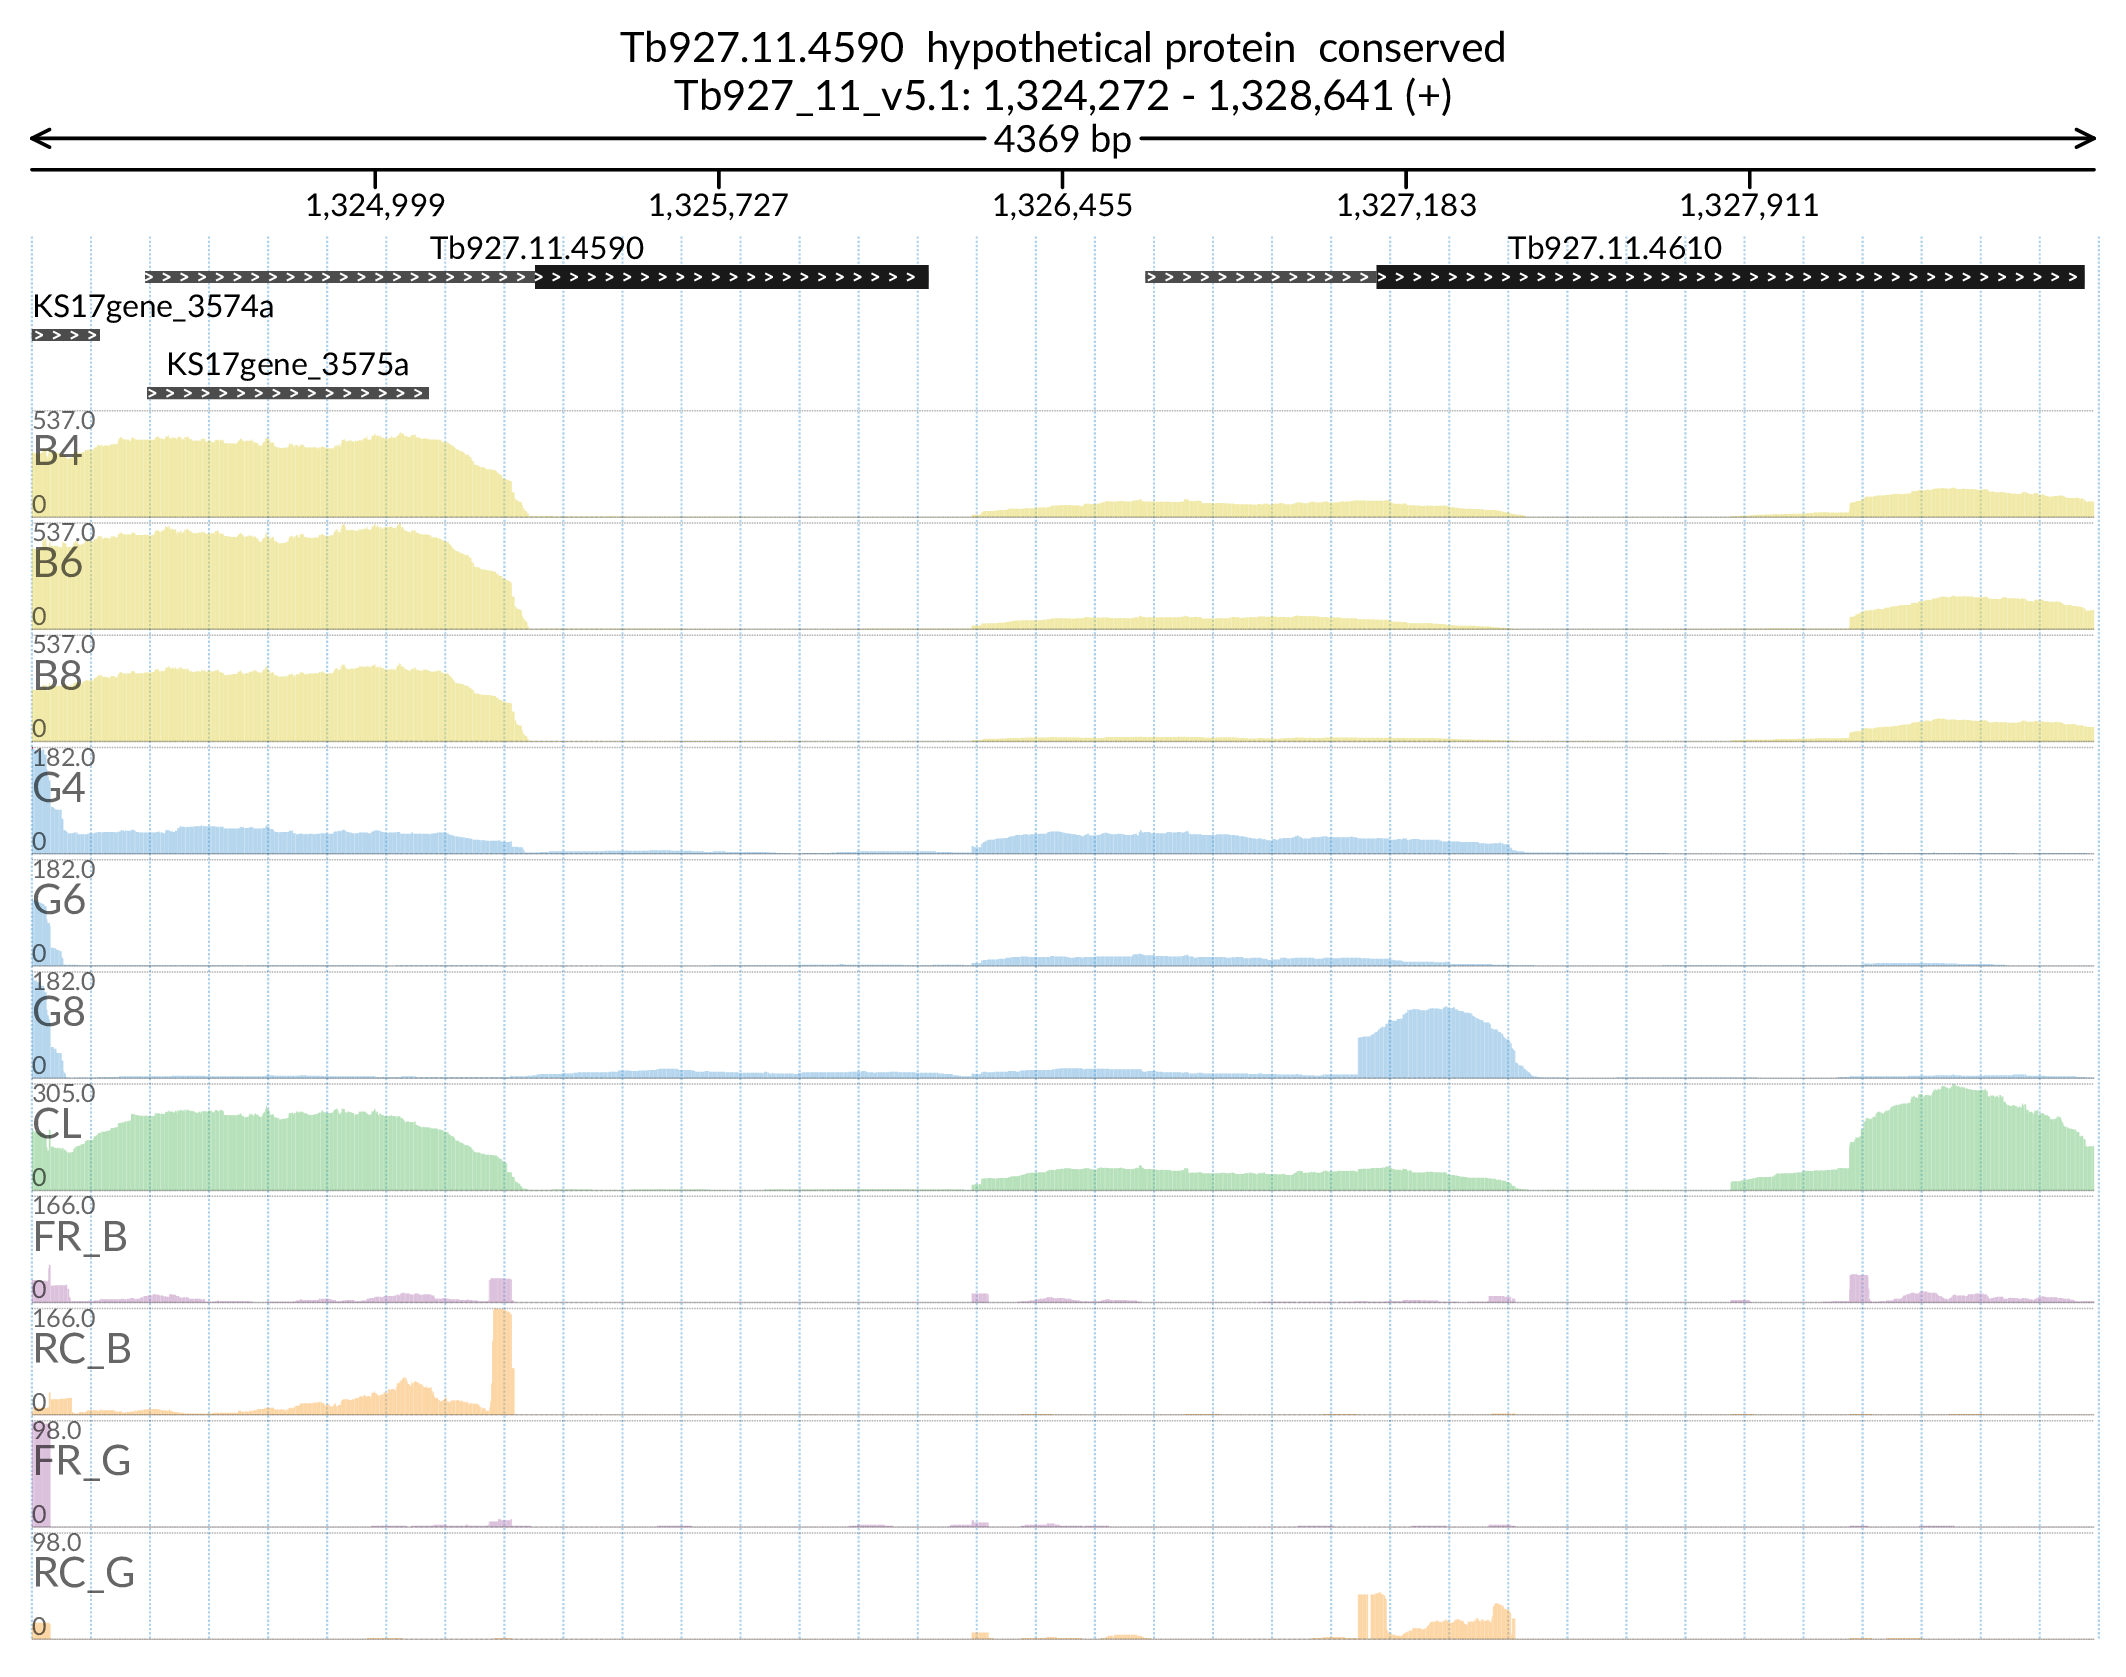 Tb927.11.4590  hypothetical protein  conserved
Tb927_11_v5.1: 1,324,272 - 1,328,641 (+)
4369 bp
1,324,999 1,325,727 1,326,455 1,327,183 1,327,911
Tb927.11.4590 Tb927.11.4610
KS17gene_3574a
KS17gene_3575a
537.0
B4
0
537.0
B6
0
537.0
B8
0
182.0
G4
0
182.0
G6
0
182.0
G8
0
305.0
CL
0
166.0
FR_B
0
166.0
RC_B
0
98.0
FR_G
0
98.0
RC_G
0